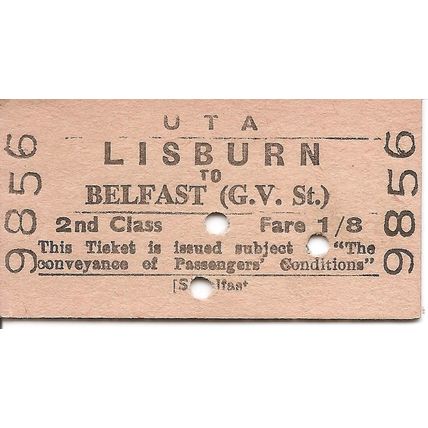 U T A
LISBURN
TO
BELFAST (G.V. St.)
2nd Class Fare 1/8
This Ticket is issued subject "The
conveyance of Passengers' Conditions"
9856
9856